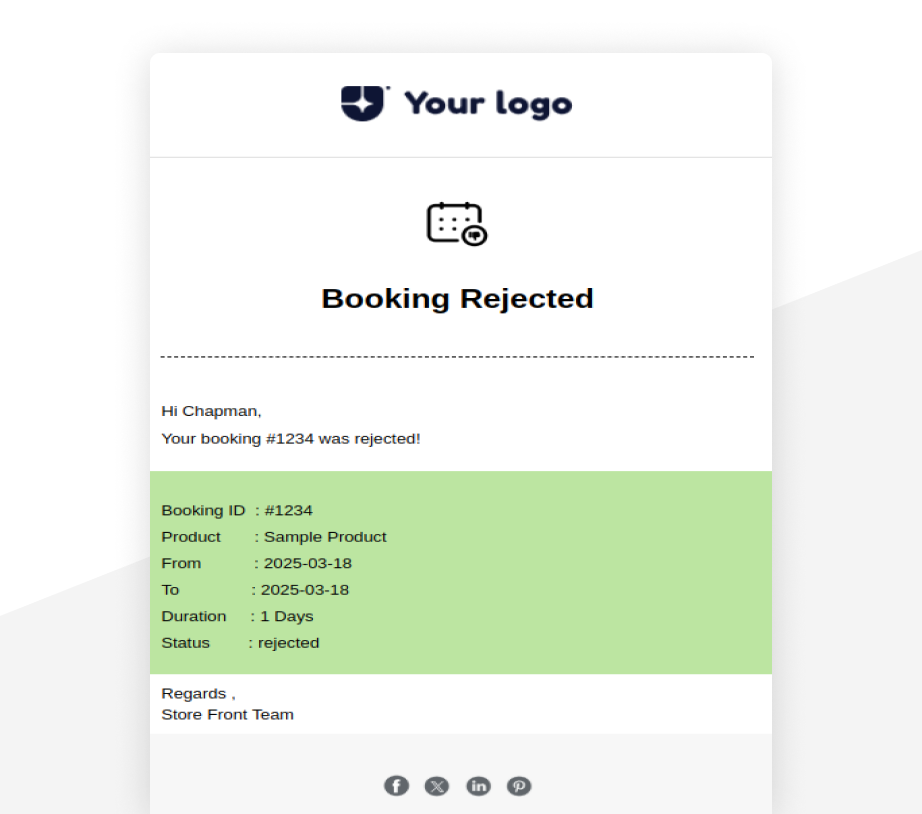 Your logo
Booking Rejected
Hi Chapman,
Your booking #1234 was rejected!
Booking ID : #1234
Product : Sample Product
From : 2025-03-18
To : 2025-03-18
Duration : 1 Days
Status : rejected
Regards ,
Store Front Team